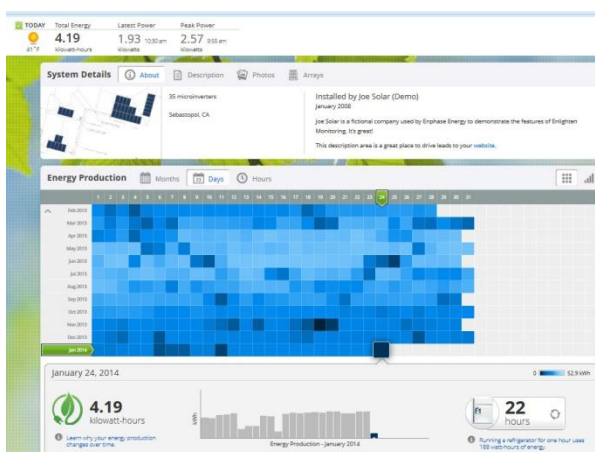 TODAY Total Energy Latest Power Peak Power
4.19 1.93 10:30 am 2.57 9:55 am
41 °F kilowatt-hours kilowatts kilowatts
System Details About Description Photos Arrays
35 microinverters
Sebastopol, CA
Installed by Joe Solar (Demo)
January 2008
Joe Solar is a fictional company used by Enphase Energy to demonstrate the features of Enlighten
Monitoring. It's great!
This description area is a great place to drive leads to your website.
Energy Production Months Days Hours
1 2 3 4 5 6 7 8 9 10 11 12 13 14 15 16 17 18 19 20 21 22 23 24 25 26 27 28 29 30 31
Feb 2013
Mar 2013
Apr 2013
May 2013
Jun 2013
Jul 2013
Aug 2013
Sep 2013
Oct 2013
Nov 2013
Dec 2013
Jan 2014
January 24, 2014
0 52.9 kWh
4.19
kilowatt-hours
Learn why your energy production
changes over time.
kWh
Energy Production - January 2014
22
hours
Running a refrigerator for one hour uses
188 watt-hours of energy.